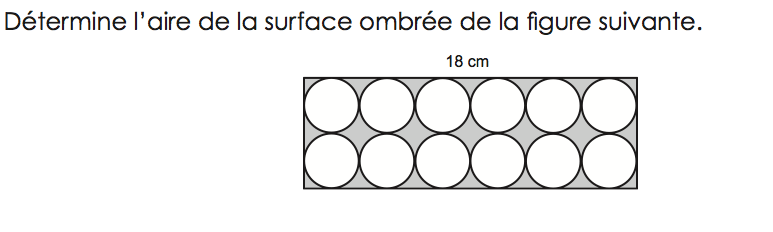 Détermine l’aire de la surface ombrée de la figure suivante.
18 cm